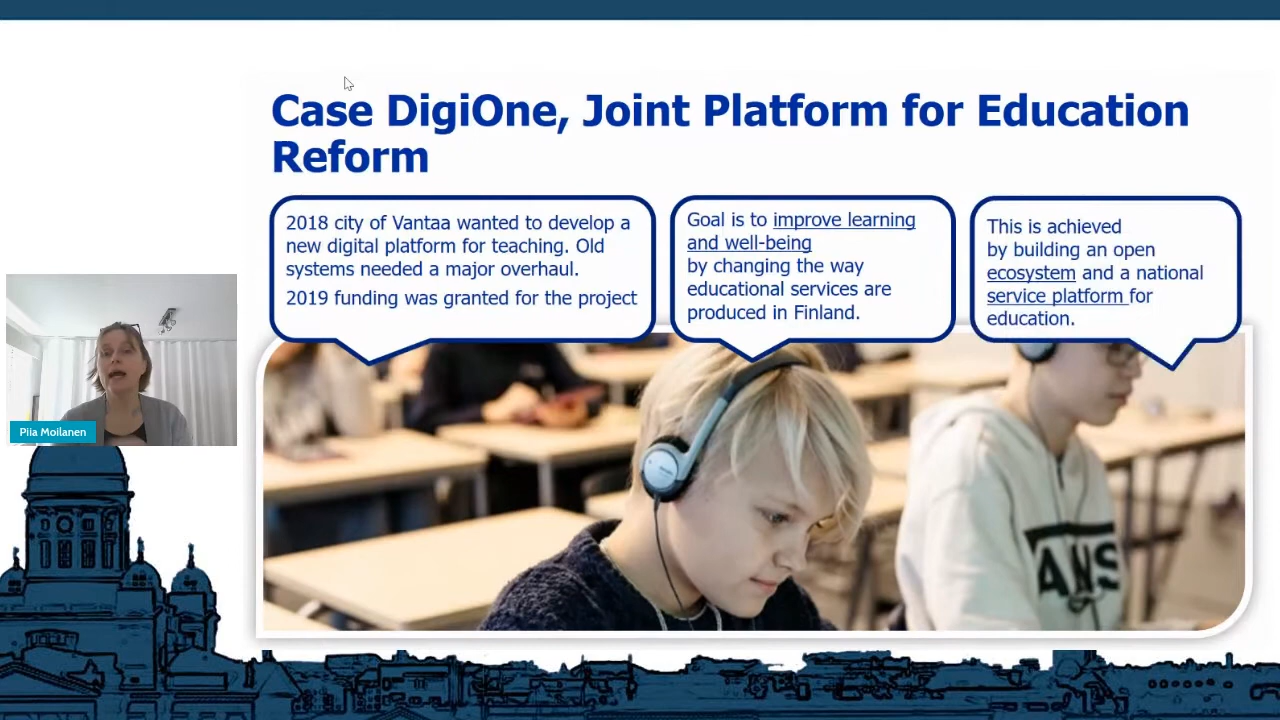 Case DigiOne, Joint Platform for Education
Reform
2018 city of Vantaa wanted to develop a
new digital platform for teaching. Old
systems needed a major overhaul.
2019 funding was granted for the project
Goal is to improve learning
and well-being
by changing the way
educational services are
produced in Finland.
This is achieved
by building an open
ecosystem and a national
service platform for
education.
Piia Moilanen
ANS